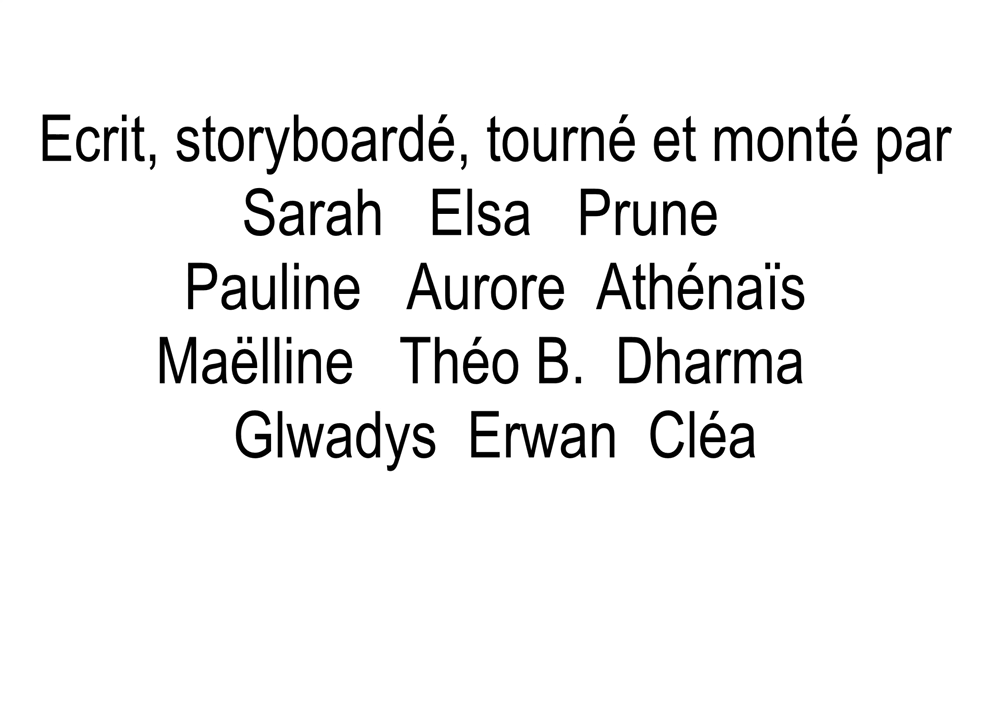 Ecrit, storyboardé, tourné et monté par
Sarah Elsa Prune
Pauline Aurore Athénaïs
Maëlline Théo B. Dharma
Glwadys Erwan Cléa